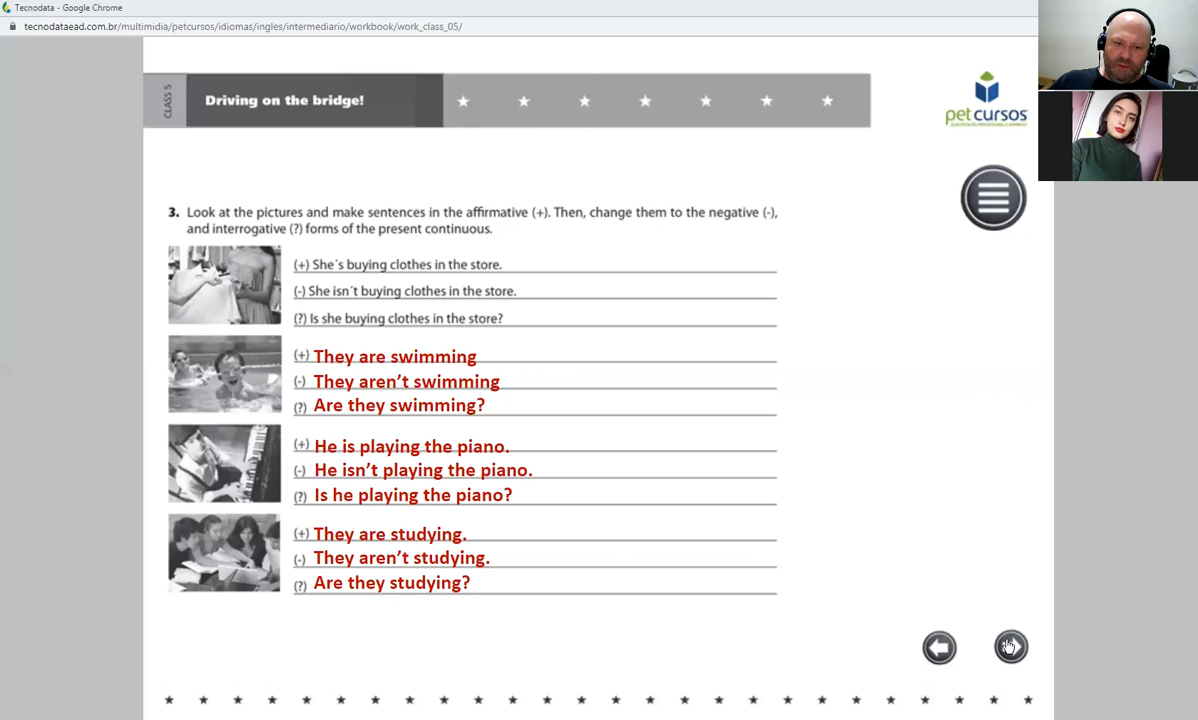 Tecnodata - Google Chrome
tecnodataead.com.br/multimidia/petcursos/idiomas/ingles/intermediario/workbook/work_class_05/
CLASS 5
Driving on the bridge!
petcursos
3. Look at the pictures and make sentences in the affirmative (+). Then, change them to the negative (-),
and interrogative (?) forms of the present continuous.
(+) She´s buying clothes in the store.
(-) She isn´t buying clothes in the store.
(?) Is she buying clothes in the store?
(+) They are swimming
(-) They aren’t swimming
(?) Are they swimming?
(+) He is playing the piano.
(-) He isn’t playing the piano.
(?) Is he playing the piano?
(+) They are studying.
(-) They aren’t studying.
(?) Are they studying?